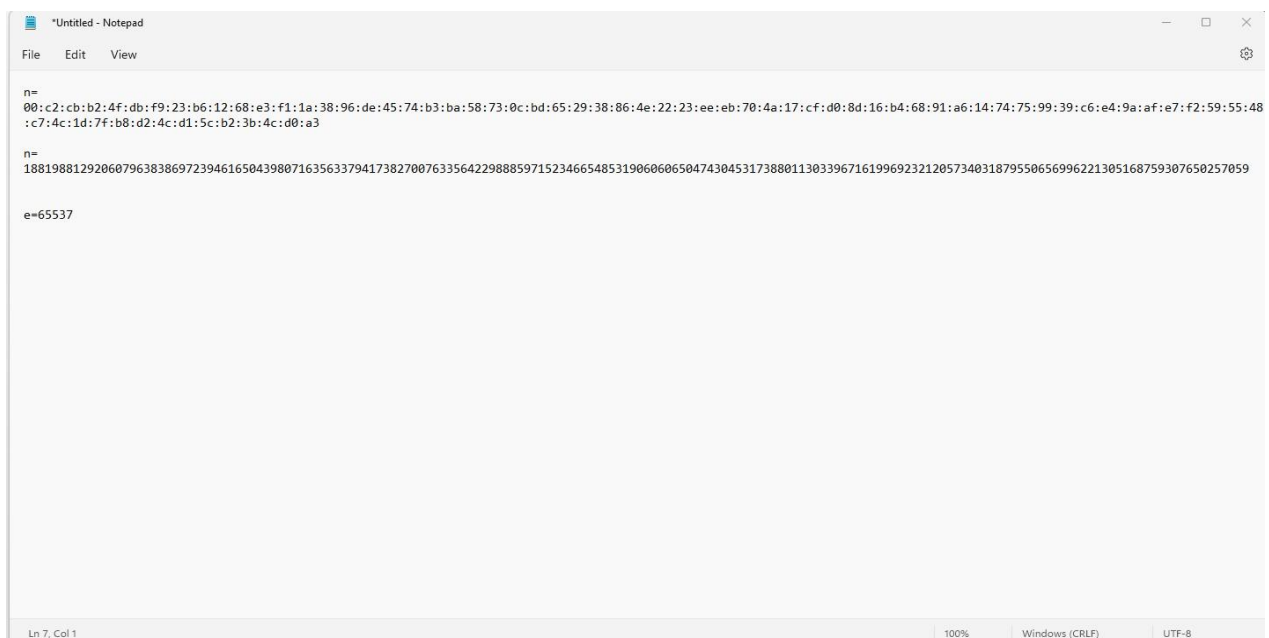 *Untitled - Notepad
File Edit View
n=
00:c2:cb:b2:4f:db:f9:23:b6:12:68:e3:f1:1a:38:96:de:45:74:b3:ba:58:73:0c:bd:65:29:38:86:4e:22:23:ee:eb:70:4a:17:cf:d0:8d:16:b4:68:91:a6:14:74:75:99:39:c6:e4:9a:af:e7:f2:59:55:48
:c7:4c:1d:7f:b8:d2:4c:d1:5c:b2:3b:4c:d0:a3
n=
188198812920607963838697239461650439807163563379417382700763356422988859715234665485319060606504743045317388011303396716199692321205734031879550656996221305168759307650257059
e=65537
Ln 7, Col 1 100% Windows (CRLF) UTF-8